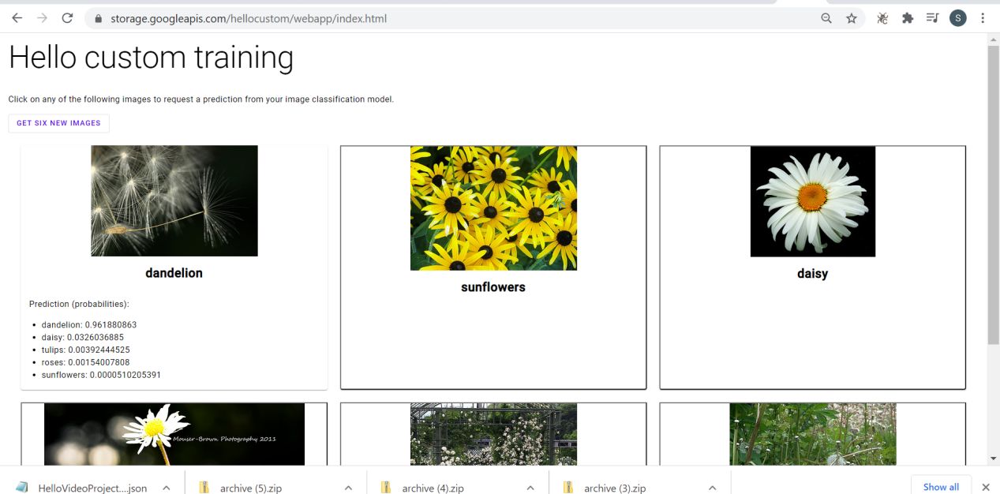 storage.googleapis.com/hellocustom/webapp/index.html
S
Hello custom training
Click on any of the following images to request a prediction from your image classification model.
GET SIX NEW IMAGES
dandelion
Prediction (probabilities):
dandelion: 0.961880863
daisy: 0.0326036885
tulips: 0.00392444525
roses: 0.00154007808
sunflowers: 0.0000510205391
sunflowers
daisy
Mouser-Brown Photography 2011
HelloVideoProject....json
archive (5).zip
archive (4).zip
archive (3).zip
Show all